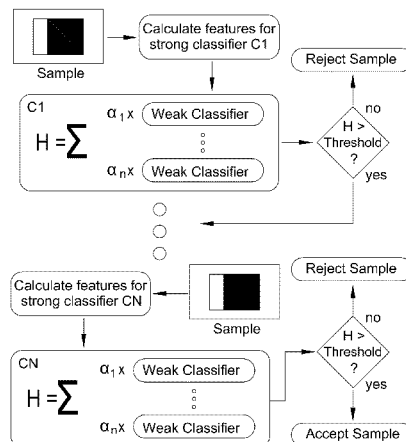 Sample
Calculate features for
strong classifier C1
Reject Sample
C1
H = Σ
α1 x Weak Classifier
αn x Weak Classifier
no
H >
Threshold
?
yes
Calculate features for
strong classifier CN
Sample
Reject Sample
CN
H = Σ
α1 x Weak Classifier
αn x Weak Classifier
no
H >
Threshold
?
yes
Accept Sample